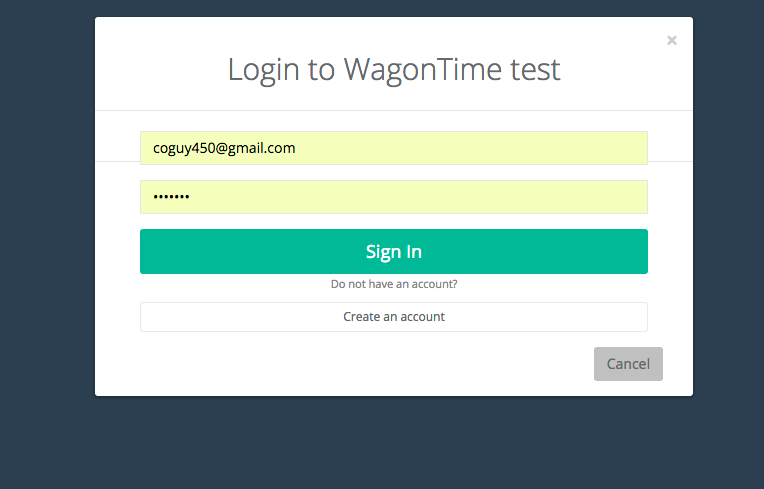 ×
Login to WagonTime test
coguy450@gmail.com
•••••••
Sign In
Do not have an account?
Create an account
Cancel